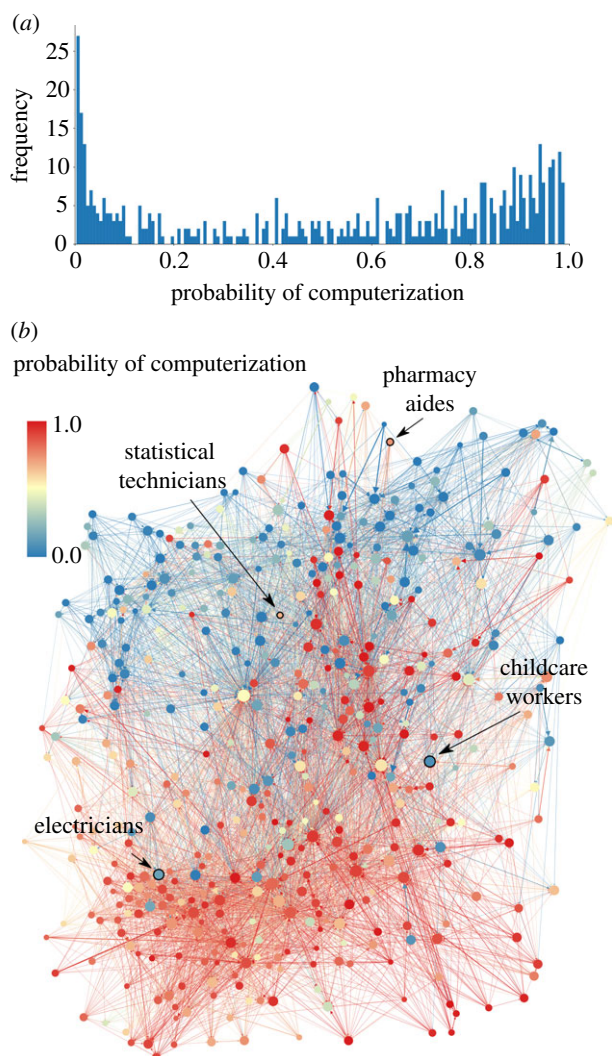 (a)
25
20
15
10
5
0
frequency
0 0.2 0.4 0.6 0.8 1.0
probability of computerization
(b)
probability of computerization
1.0
0.0
pharmacy
aides
statistical
technicians
childcare
workers
electricians